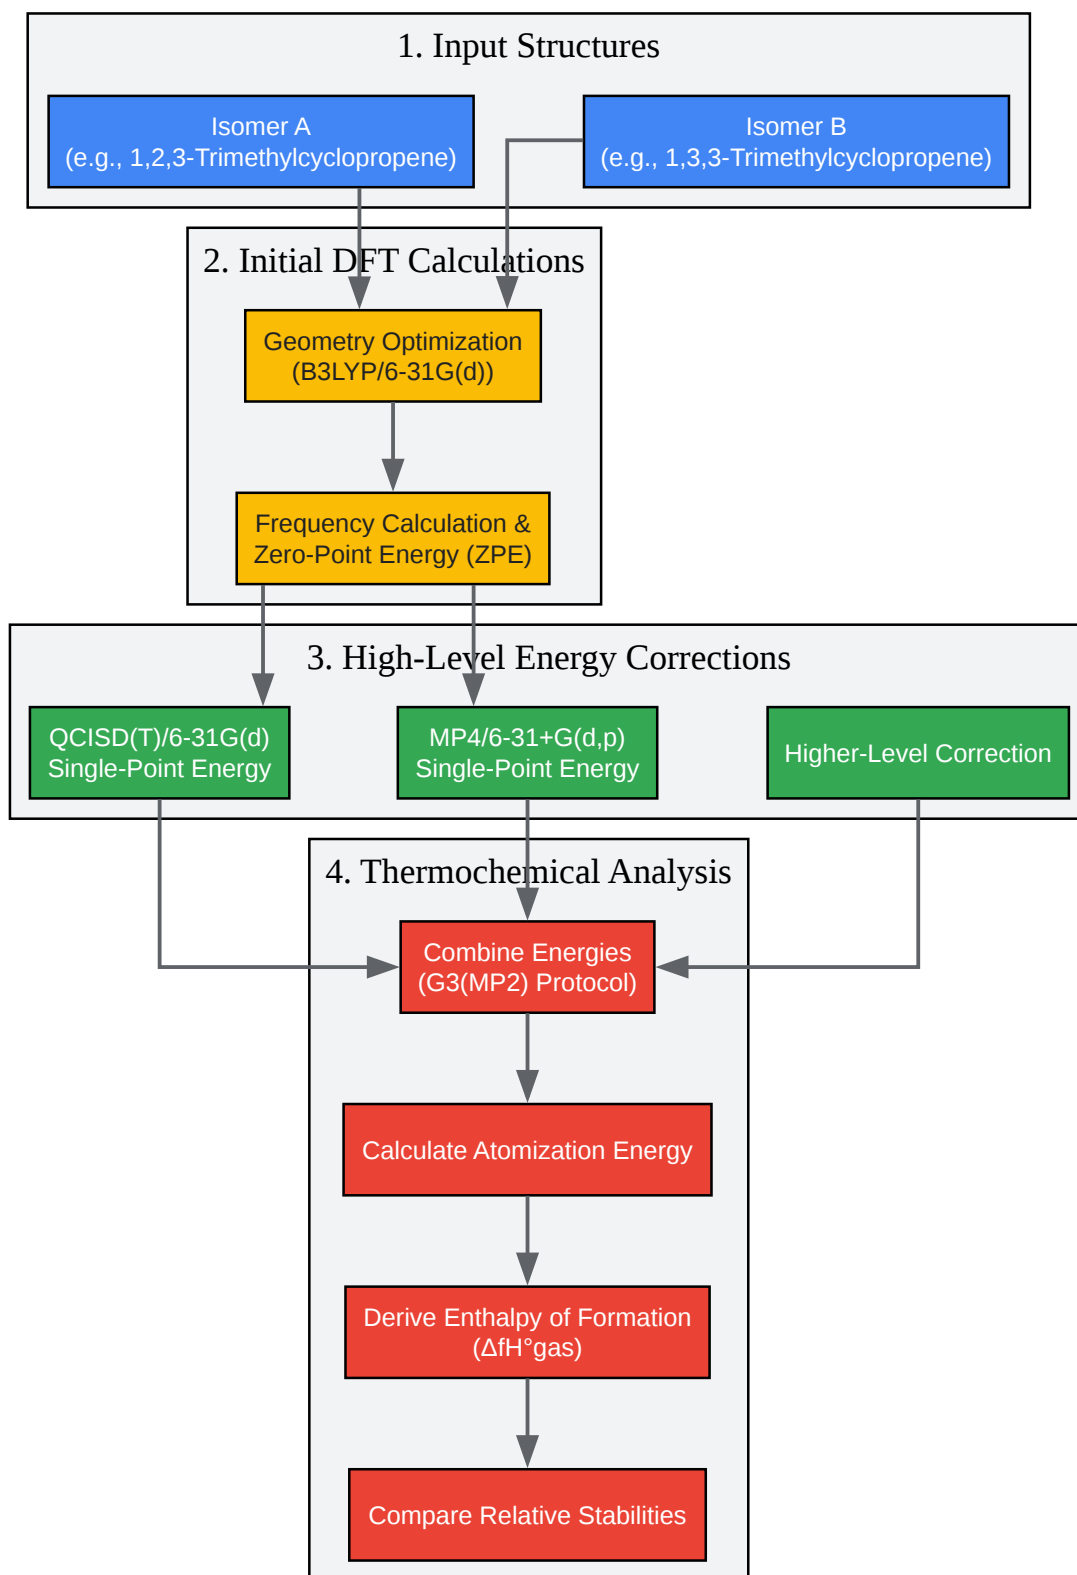 1. Input Structures
Isomer A
(e.g., 1,2,3-Trimethylcyclopropene)
Isomer B
(e.g., 1,3,3-Trimethylcyclopropene)
2. Initial DFT Calculations
Geometry Optimization
(B3LYP/6-31G(d))
Frequency Calculation &
Zero-Point Energy (ZPE)
3. High-Level Energy Corrections
QCISD(T)/6-31G(d)
Single-Point Energy
MP4/6-31+G(d,p)
Single-Point Energy
Higher-Level Correction
4. Thermochemical Analysis
Combine Energies
(G3(MP2) Protocol)
Calculate Atomization Energy
Derive Enthalpy of Formation
(ΔfH°gas)
Compare Relative Stabilities